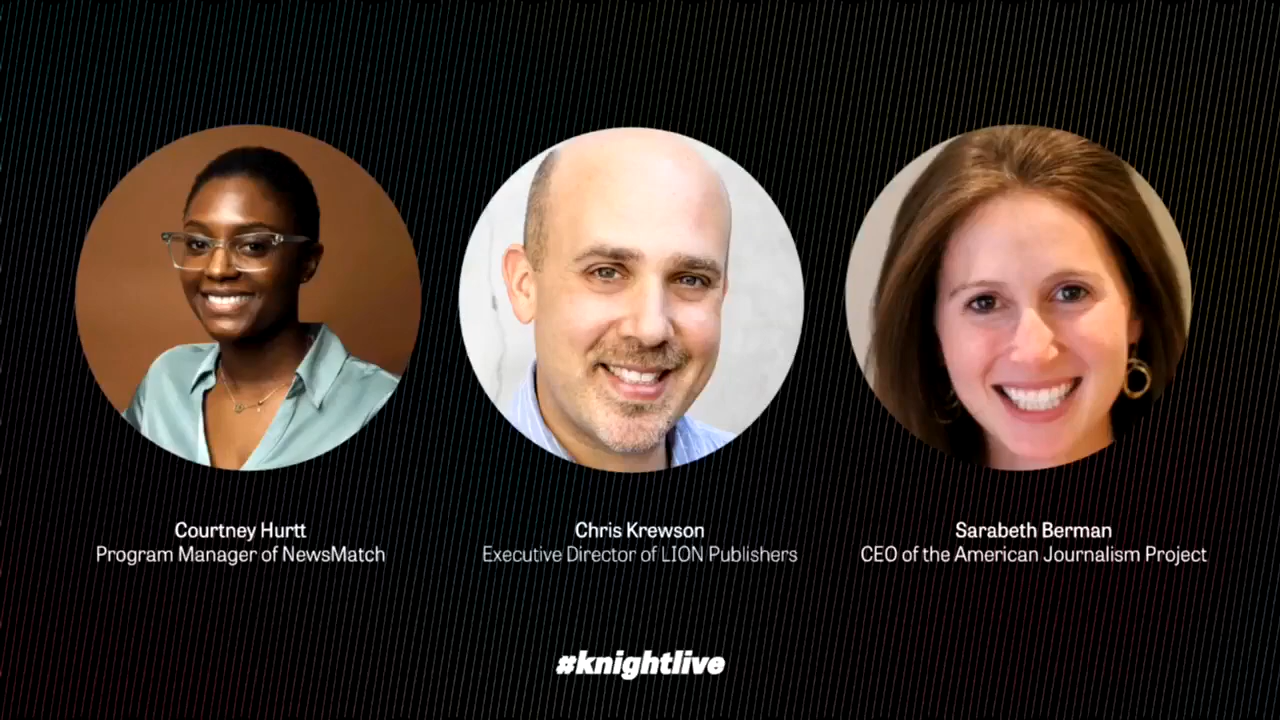 Courtney Hurtt
Program Manager of NewsMatch
Chris Krewson
Executive Director of LION Publishers
Sarabeth Berman
CEO of the American Journalism Project
#knightlive